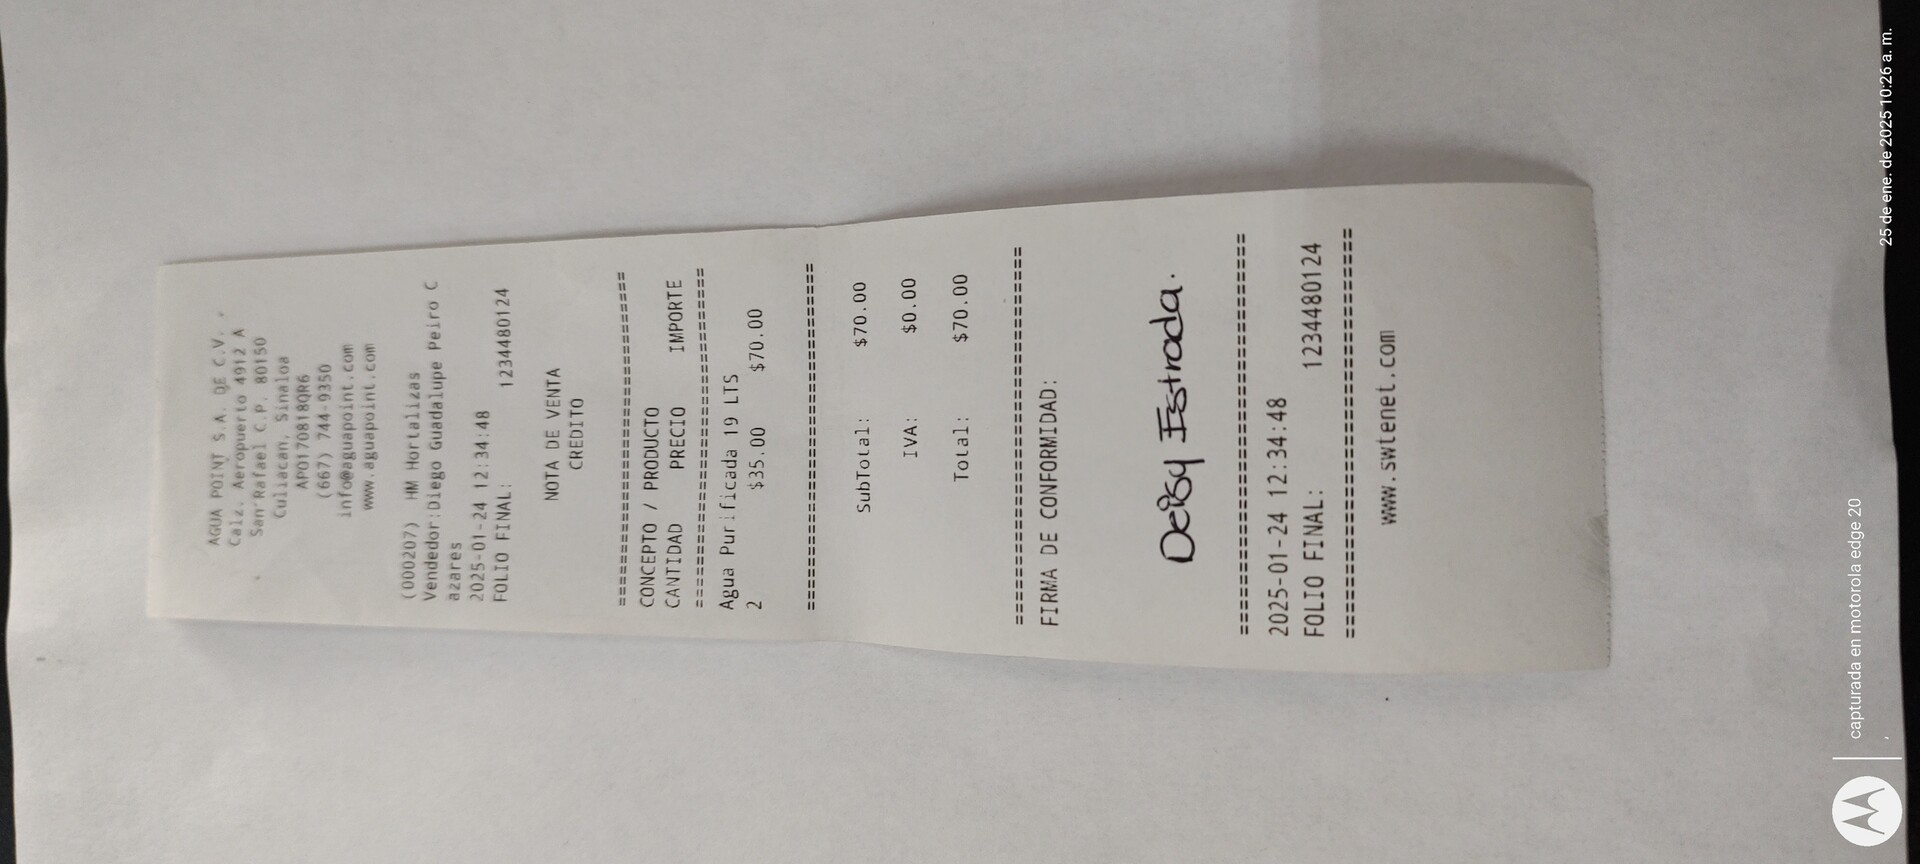 AGUA POINT S.A. DE C.V. ,
Calz. Aeropuerto 4912 A
San Rafael C.P. 80150
Culiacan, Sinaloa
APO170818QR6
(667) 744-9350
info@aguapoint.com
www.aguapoint.com
(000207) HM Hortalizas
Vendedor:Diego Guadalupe Peiro C
azares
2025-01-24 12:34:48
FOLIO FINAL: 1234480124
NOTA DE VENTA
CREDITO
================================
CONCEPTO / PRODUCTO
CANTIDAD PRECIO IMPORTE
================================
Agua Purificada 19 LTS
2 $35.00 $70.00
================================
SubTotal: $70.00
IVA: $0.00
Total: $70.00
================================
FIRMA DE CONFORMIDAD:
Deisy Estrada.
================================
2025-01-24 12:34:48
FOLIO FINAL: 1234480124
================================
www.swtenet.com
capturada en motorola edge 20
25 de ene. de 2025 10:26 a. m.